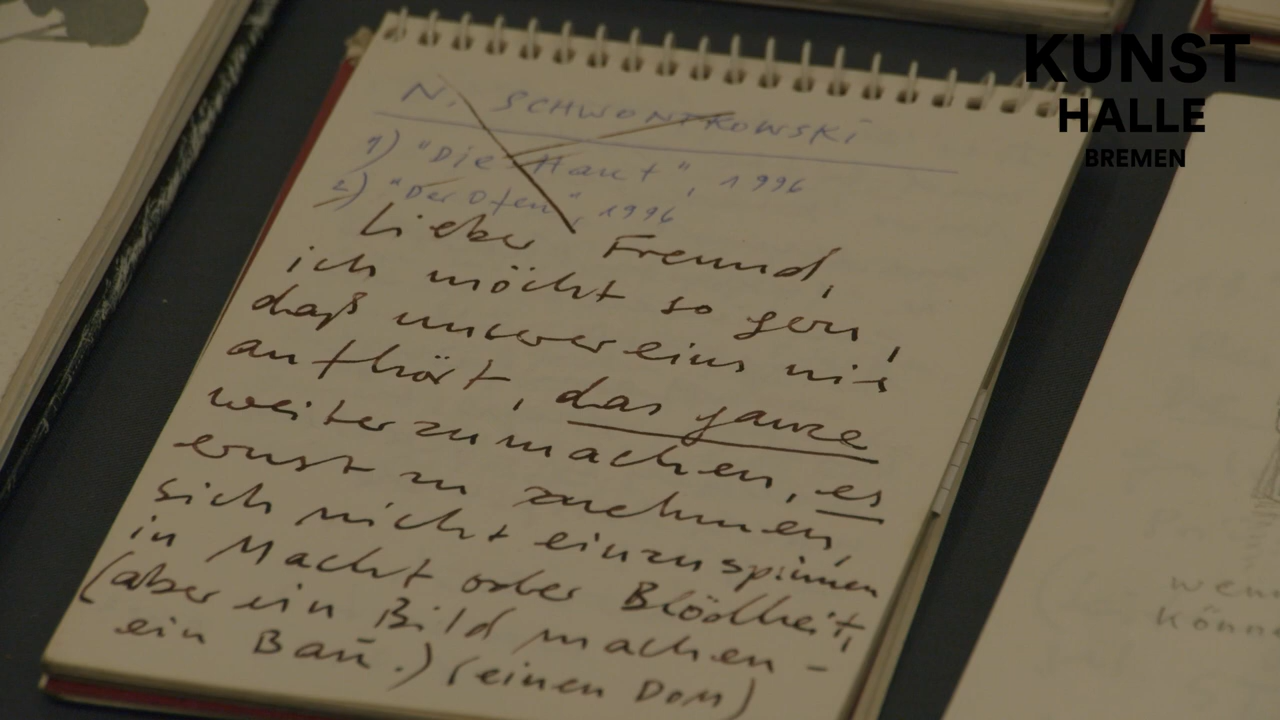 KUNST
HALLE
BREMEN
N. SCHWONTKOWSKI
1) "Die Haut", 1996
2) "Der Ofen", 1996
Lieber Freund,
ich möcht so gern,
daß unsereins nie
aufhört, das ganze
weiterzumachen, es
ernst zu nehmen,
sich nicht einzuspinnen
in Macht oder Blödheit,
(aber ein Bild machen –
ein Bau.) (einen Dom)
wenn
könn